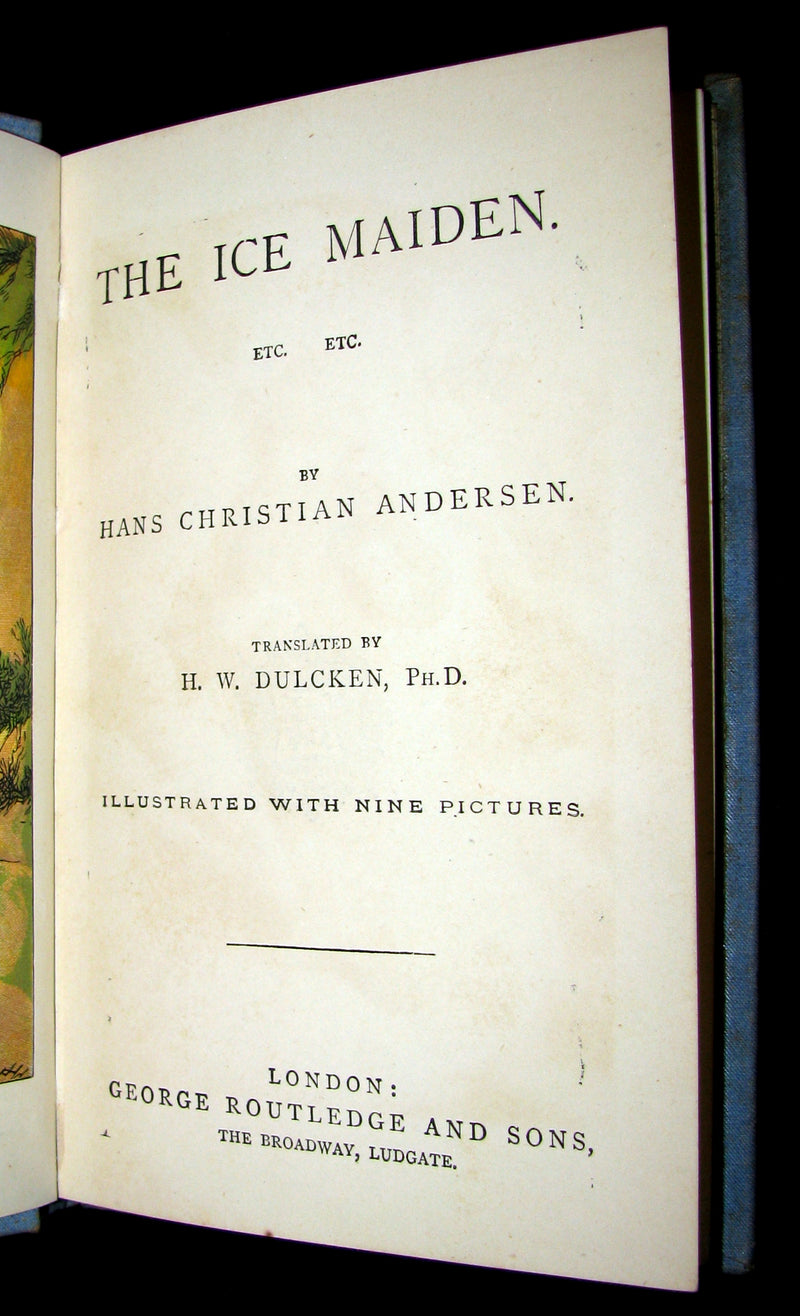 THE ICE MAIDEN.
ETC. ETC.
BY
HANS CHRISTIAN ANDERSEN.
TRANSLATED BY
H. W. DULCKEN, PH.D.
ILLUSTRATED WITH NINE PICTURES.
LONDON:
GEORGE ROUTLEDGE AND SONS,
THE BROADWAY, LUDGATE.